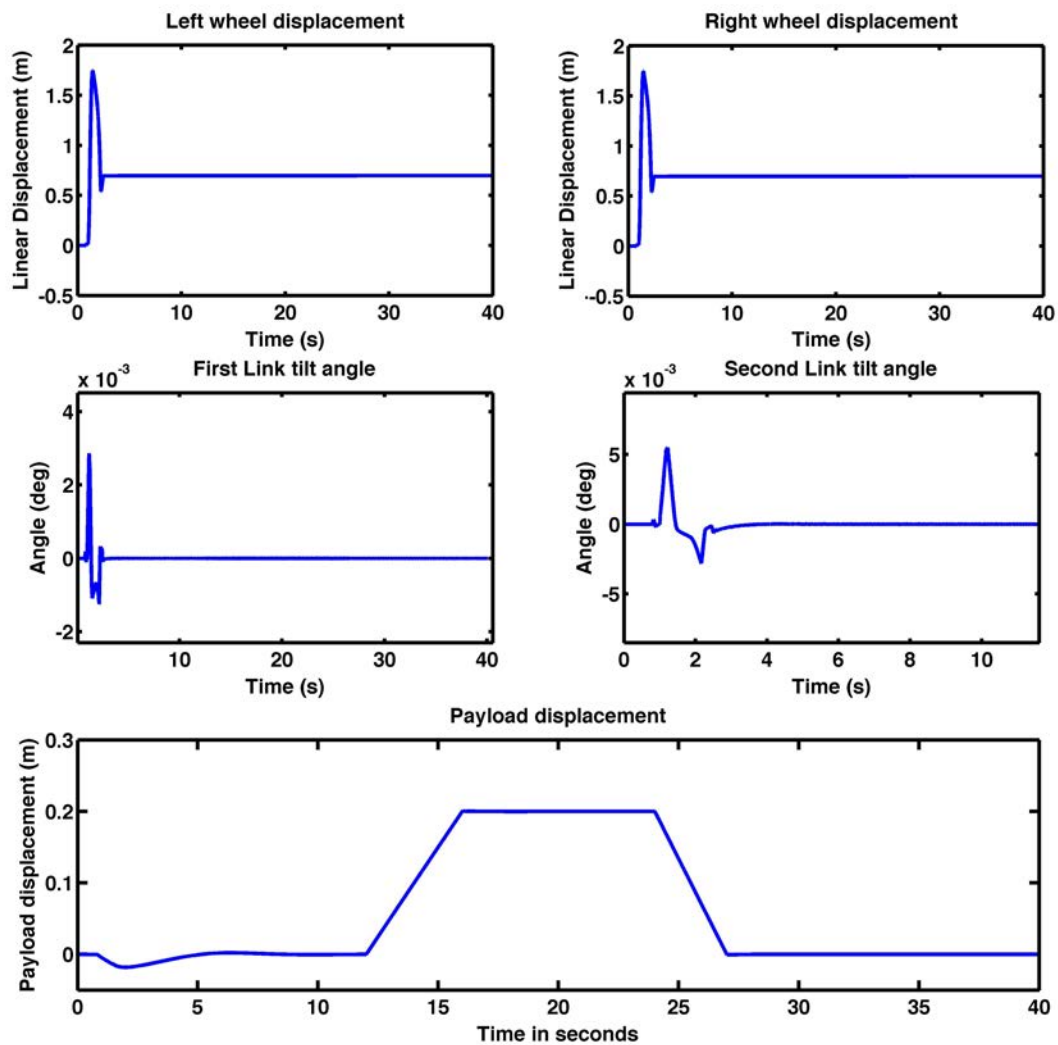 Left wheel displacement
Linear Displacement (m)
2
1.5
1
0.5
0
-0.5
0 10 20 30 40
Time (s)
Right wheel displacement
Linear Displacement (m)
2
1.5
1
0.5
0
-0.5
0 10 20 30 40
Time (s)
First Link tilt angle
x 10-3
Angle (deg)
4
2
0
-2
10 20 30 40
Time (s)
Second Link tilt angle
x 10-3
Angle (deg)
5
0
-5
0 2 4 6 8 10
Time (s)
Payload displacement
Payload displacement (m)
0.3
0.2
0.1
0
0 5 10 15 20 25 30 35 40
Time in seconds